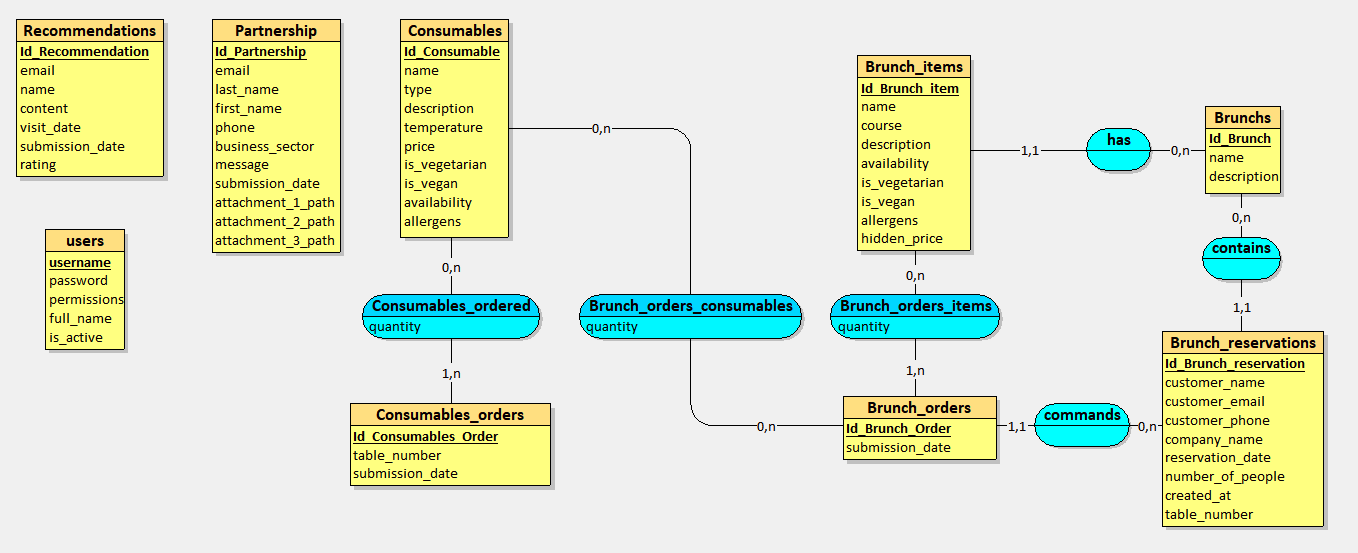 Recommendations
Id_Recommendation
email
name
content
visit_date
submission_date
rating
Partnership
Id_Partnership
email
last_name
first_name
phone
business_sector
message
submission_date
attachment_1_path
attachment_2_path
attachment_3_path
Consumables
Id_Consumable
name
type
description
temperature
price
is_vegetarian
is_vegan
availability
allergens
0,n
Brunch_items
Id_Brunch_item
name
course
description
availability
is_vegetarian
is_vegan
allergens
hidden_price
1,1
has
0,n
Brunchs
Id_Brunch
name
description
users
username
password
permissions
full_name
is_active
0,n
Consumables_ordered
quantity
1,n
Consumables_orders
Id_Consumables_Order
table_number
submission_date
Brunch_orders_consumables
quantity
0,n
0,n
Brunch_orders_items
quantity
1,n
Brunch_orders
Id_Brunch_Order
submission_date
1,1
commands
0,n
0,n
contains
1,1
Brunch_reservations
Id_Brunch_reservation
customer_name
customer_email
customer_phone
company_name
reservation_date
number_of_people
created_at
table_number